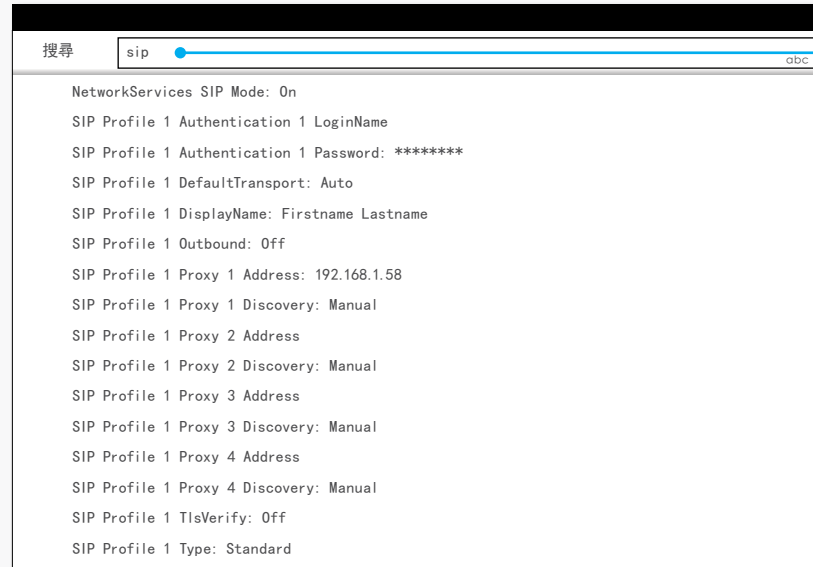 搜尋 sip
abc
NetworkServices SIP Mode: On
SIP Profile 1 Authentication 1 LoginName
SIP Profile 1 Authentication 1 Password: ********
SIP Profile 1 DefaultTransport: Auto
SIP Profile 1 DisplayName: Firstname Lastname
SIP Profile 1 Outbound: Off
SIP Profile 1 Proxy 1 Address: 192.168.1.58
SIP Profile 1 Proxy 1 Discovery: Manual
SIP Profile 1 Proxy 2 Address
SIP Profile 1 Proxy 2 Discovery: Manual
SIP Profile 1 Proxy 3 Address
SIP Profile 1 Proxy 3 Discovery: Manual
SIP Profile 1 Proxy 4 Address
SIP Profile 1 Proxy 4 Discovery: Manual
SIP Profile 1 TlsVerify: Off
SIP Profile 1 Type: Standard